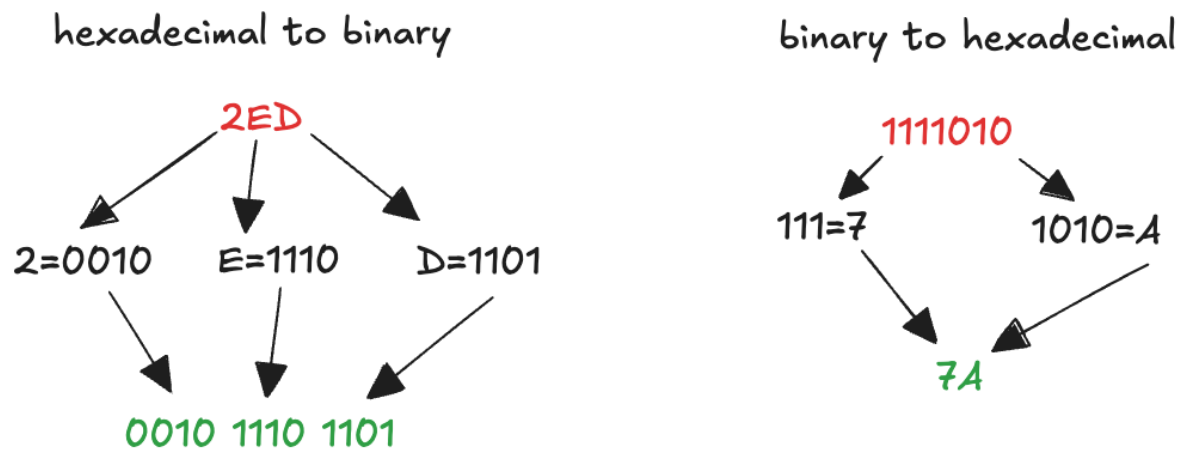 hexadecimal to binary
2ED
2=0010
E=1110
D=1101
0010 1110 1101
binary to hexadecimal
1111010
111=7
1010=A
7A